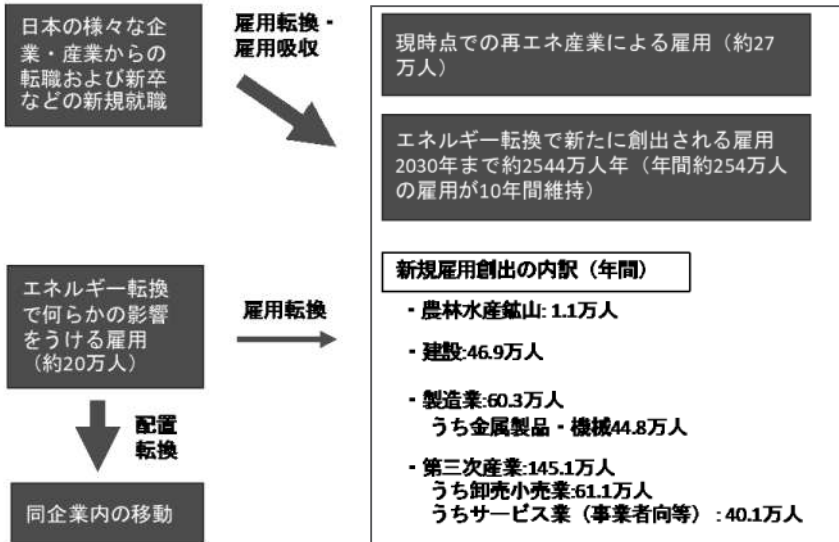 日本の様々な企
業・産業からの
転職および新卒
などの新規就職
雇用転換・
雇用吸収
現時点での再エネ産業による雇用（約27
万人）
エネルギー転換で新たに創出される雇用
2030年まで約2544万人年（年間約254万人
の雇用が10年間維持）
エネルギー転換
で何らかの影響
をうける雇用
（約20万人）
雇用転換
配置
転換
同企業内の移動
新規雇用創出の内訳（年間）
・農林水産鉱山: 1.1万人
・建設:46.9万人
・製造業:60.3万人
うち金属製品・機械44.8万人
・第三次産業:145.1万人
うち卸売小売業:61.1万人
うちサービス業（事業者向等）: 40.1万人